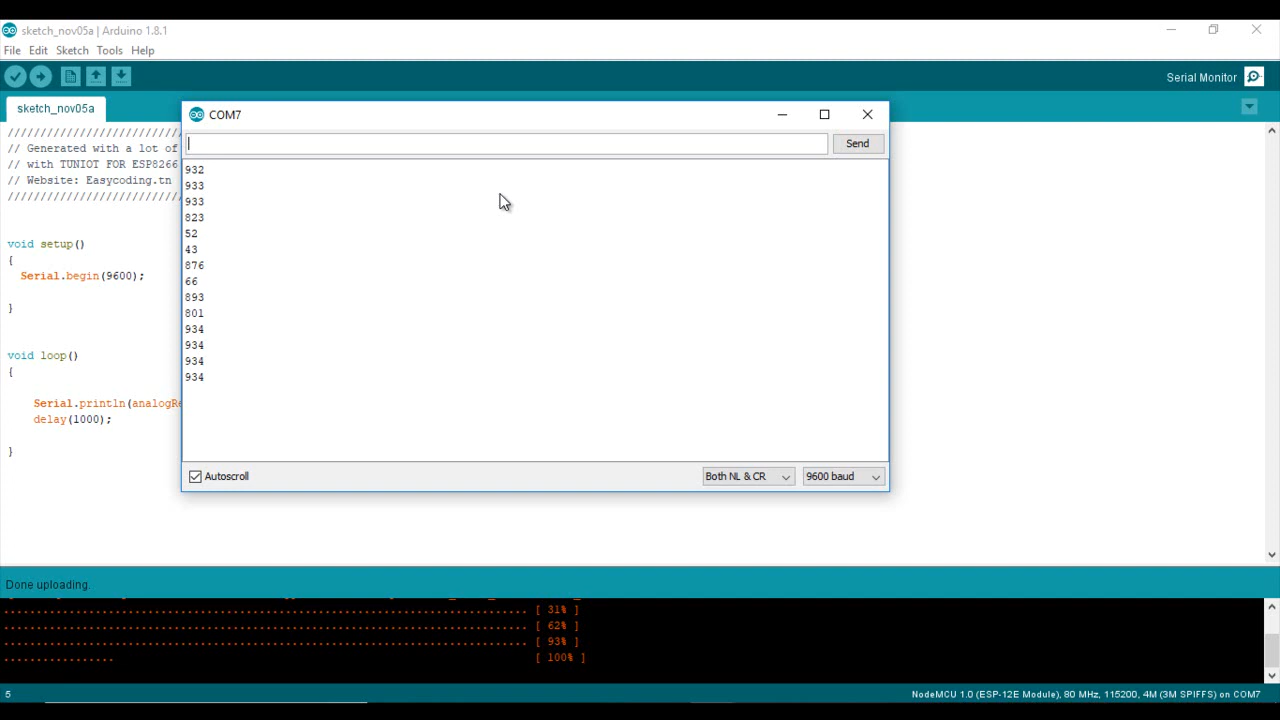 sketch_nov05a | Arduino 1.8.1
File Edit Sketch Tools Help
Serial Monitor
sketch_nov05a
COM7
Send
////////////////////////////
// Generated with a lot of
// with TUNIOT FOR ESP8266
// Website: Easycoding.tn
////////////////////////////
void setup()
{
Serial.begin(9600);
}
void loop()
{
Serial.println(analogRe
delay(1000);
}
932
933
933
823
52
43
876
66
893
801
934
934
934
934
Autoscroll
Both NL & CR
9600 baud
Done uploading.
................................................................................ [ 31% ]
................................................................................ [ 62% ]
................................................................................ [ 93% ]
................. [ 100% ]
5
NodeMCU 1.0 (ESP-12E Module), 80 MHz, 115200, 4M (3M SPIFFS) on COM7